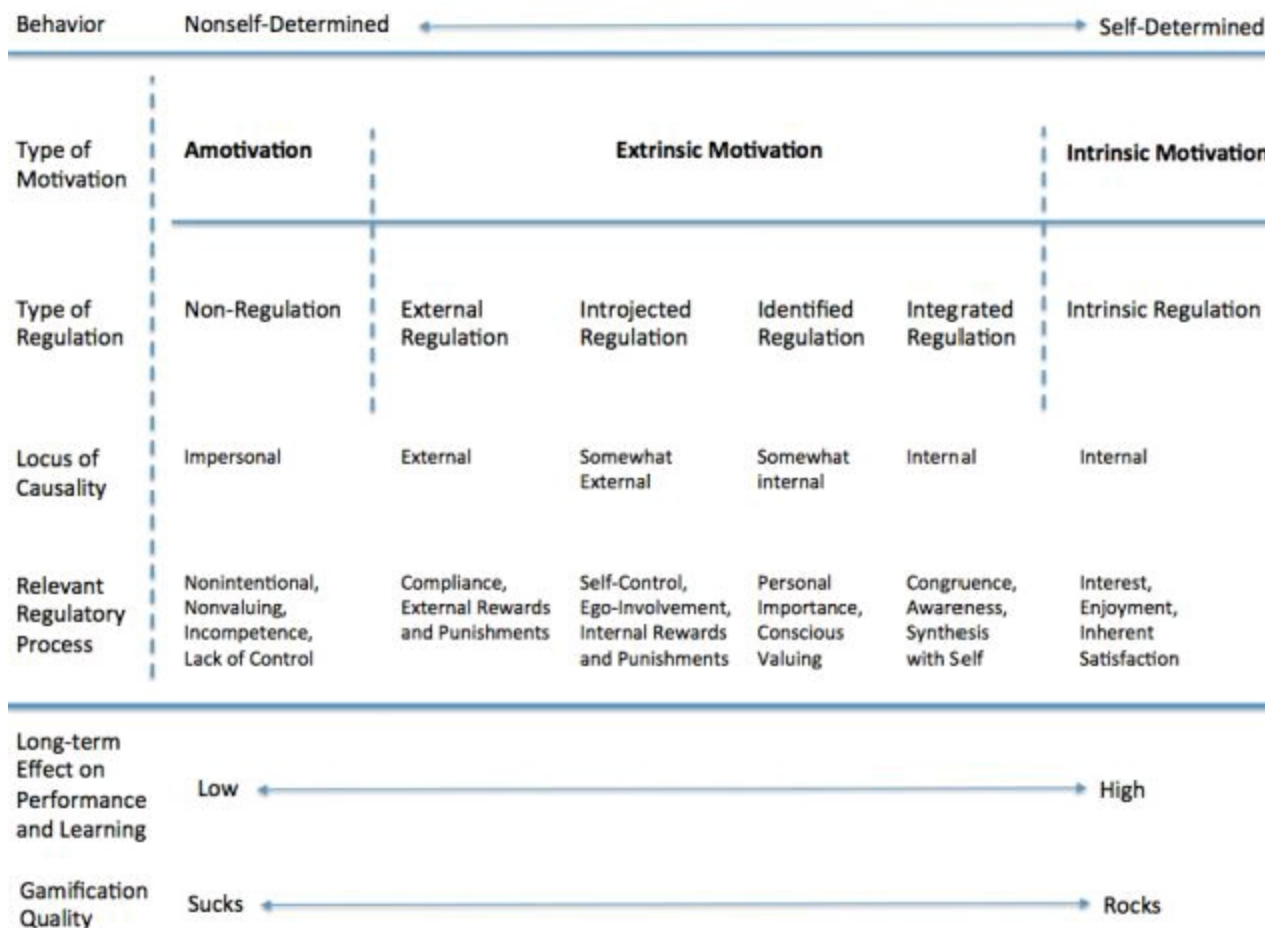 Behavior Nonself-Determined Self-Determined
Type of
Motivation
Amotivation Extrinsic Motivation Intrinsic Motivation
Type of
Regulation
Non-Regulation
External
Regulation
Introjected
Regulation
Identified
Regulation
Integrated
Regulation
Intrinsic Regulation
Locus of
Causality
Impersonal
External
Somewhat
External
Somewhat
internal
Internal
Internal
Relevant
Regulatory
Process
Nonintentional,
Nonvaluing,
Incompetence,
Lack of Control
Compliance,
External Rewards
and Punishments
Self-Control,
Ego-Involvement,
Internal Rewards
and Punishments
Personal
Importance,
Conscious
Valuing
Congruence,
Awareness,
Synthesis
with Self
Interest,
Enjoyment,
Inherent
Satisfaction
Long-term
Effect on
Performance
and Learning
Low High
Gamification
Quality
Sucks Rocks